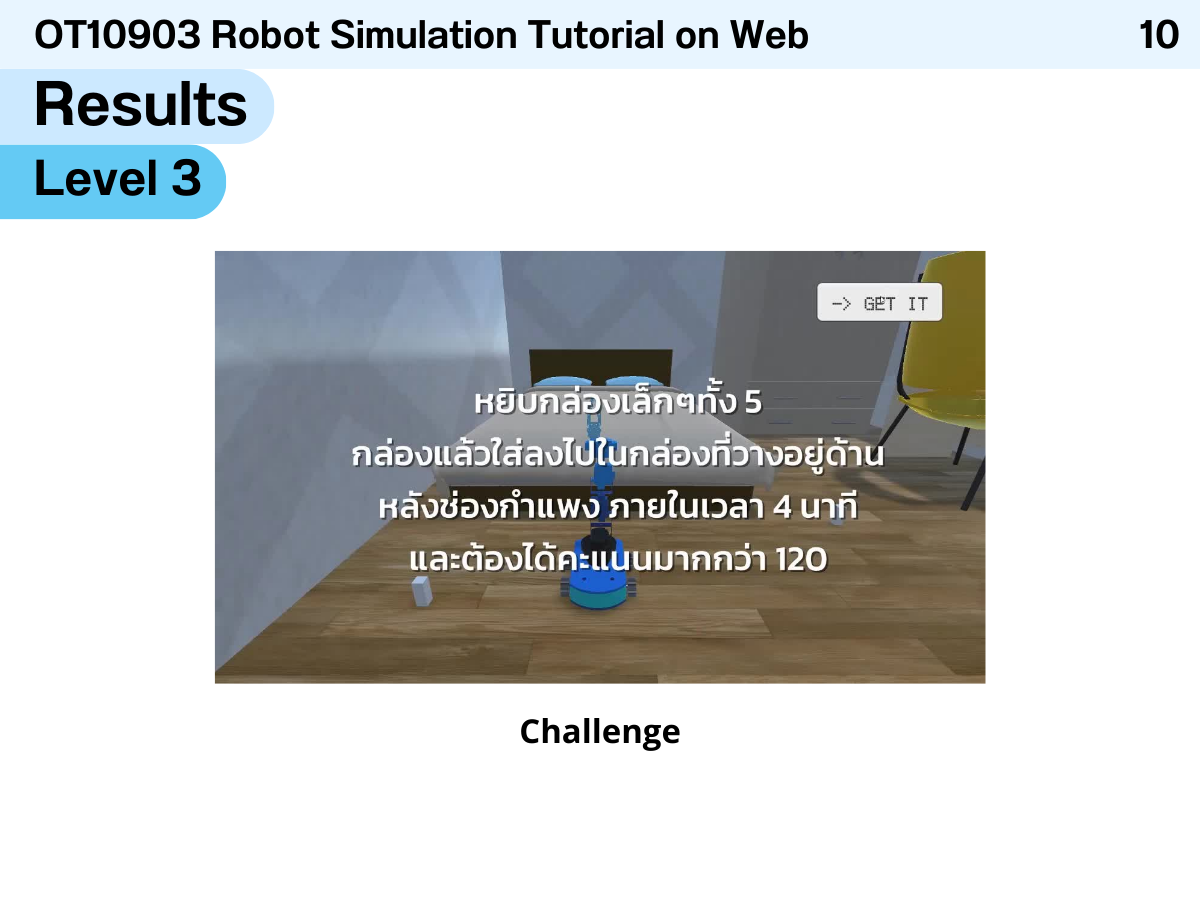 OT10903 Robot Simulation Tutorial on Web
10
Results
Level 3
-> GET IT
หยิบกล่องเล็กๆทั้ง 5
กล่องแล้วใส่ลงไปในกล่องที่วางอยู่ด้าน
หลังช่องกำแพง ภายในเวลา 4 นาที
และต้องได้คะแนนมากกว่า 120
Challenge